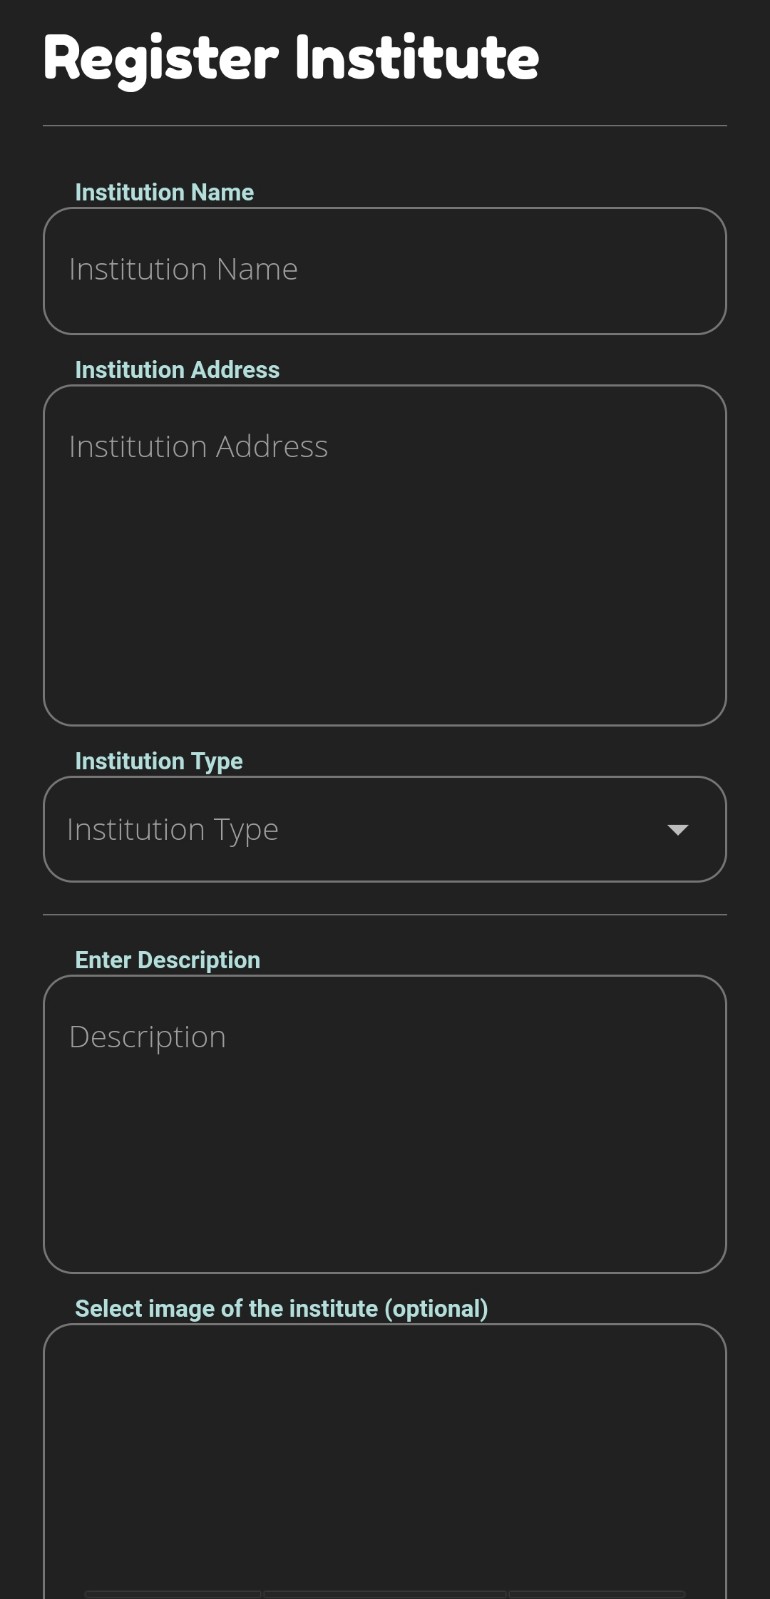 Register Institute
Institution Name
Institution Name
Institution Address
Institution Address
Institution Type
Institution Type
Enter Description
Description
Select image of the institute (optional)